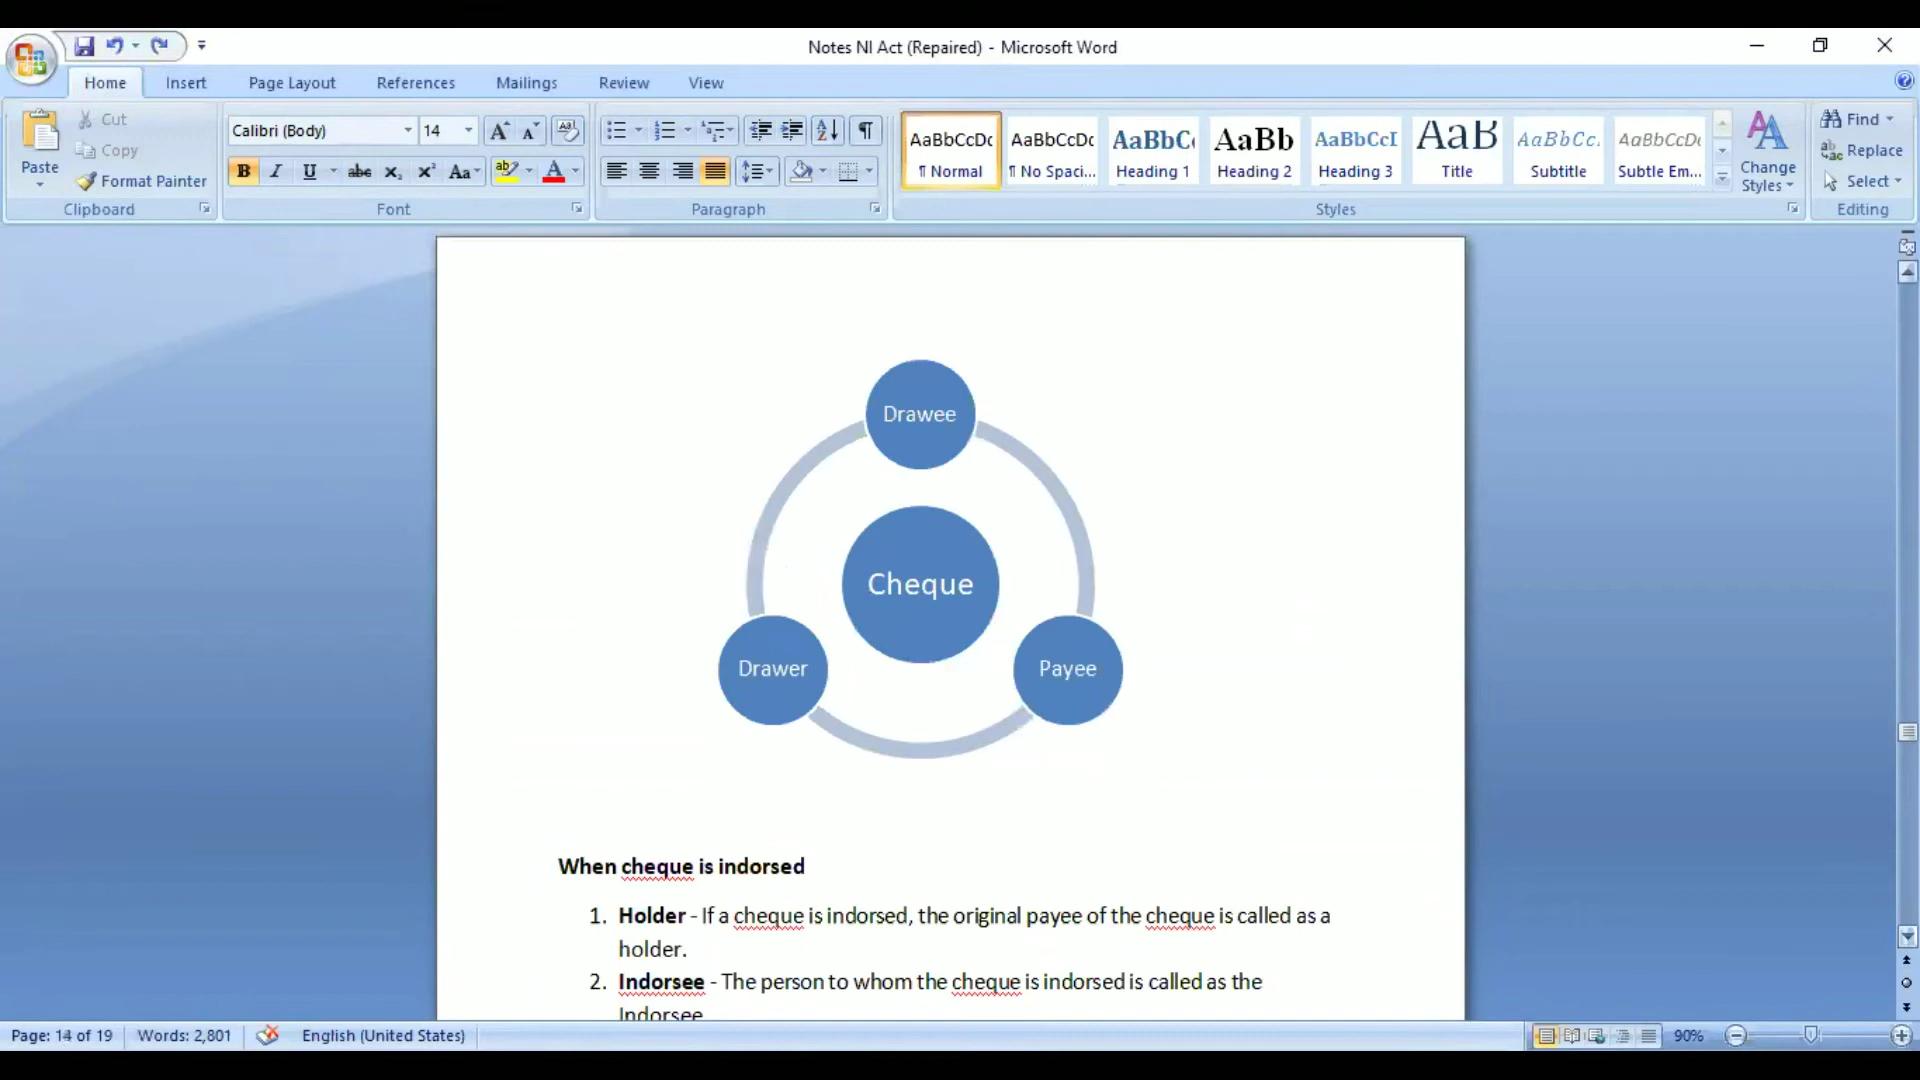 Notes NI Act (Repaired) - Microsoft Word
Home Insert Page Layout References Mailings Review View
Paste
Cut
Copy
Format Painter
Clipboard
Calibri (Body) 14
B I U abc X₂ X² Aa
Font
Paragraph
AaBbCcDc AaBbCcDc AaBbC AaBb AaBbCcI AaB AaBbCc. AaBbCcDc
¶ Normal ¶ No Spaci... Heading 1 Heading 2 Heading 3 Title Subtitle Subtle Em...
Styles
Change
Styles
Find
Replace
Select
Editing
Drawee
Cheque
Drawer
Payee
When cheque is indorsed
1. Holder - If a cheque is indorsed, the original payee of the cheque is called as a
holder.
2. Indorsee - The person to whom the cheque is indorsed is called as the
Indorsee
Page: 14 of 19 Words: 2,801 English (United States) 90%